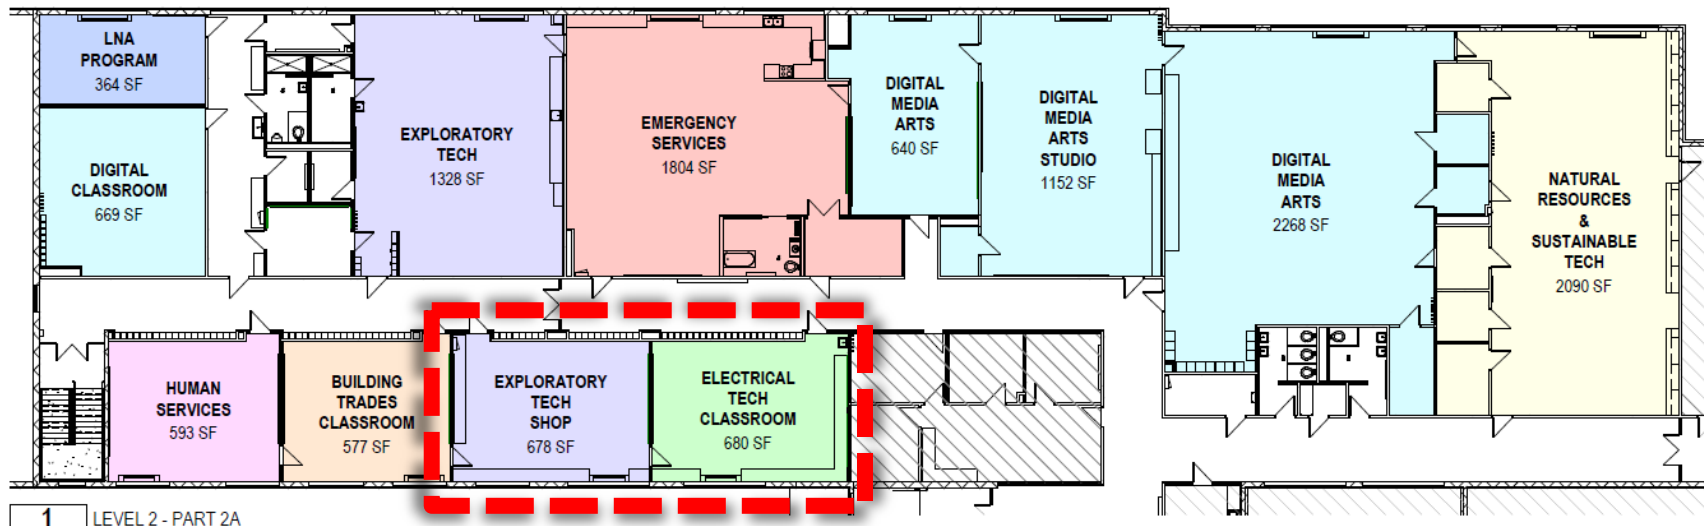 LNA
PROGRAM
364 SF
DIGITAL
CLASSROOM
669 SF
EXPLORATORY
TECH
1328 SF
EMERGENCY
SERVICES
1804 SF
DIGITAL
MEDIA
ARTS
640 SF
DIGITAL
MEDIA
ARTS
STUDIO
1152 SF
DIGITAL
MEDIA
ARTS
2268 SF
NATURAL
RESOURCES
&
SUSTAINABLE
TECH
2090 SF
HUMAN
SERVICES
593 SF
BUILDING
TRADES
CLASSROOM
577 SF
EXPLORATORY
TECH
SHOP
678 SF
ELECTRICAL
TECH
CLASSROOM
680 SF
1 LEVEL 2 - PART 2A